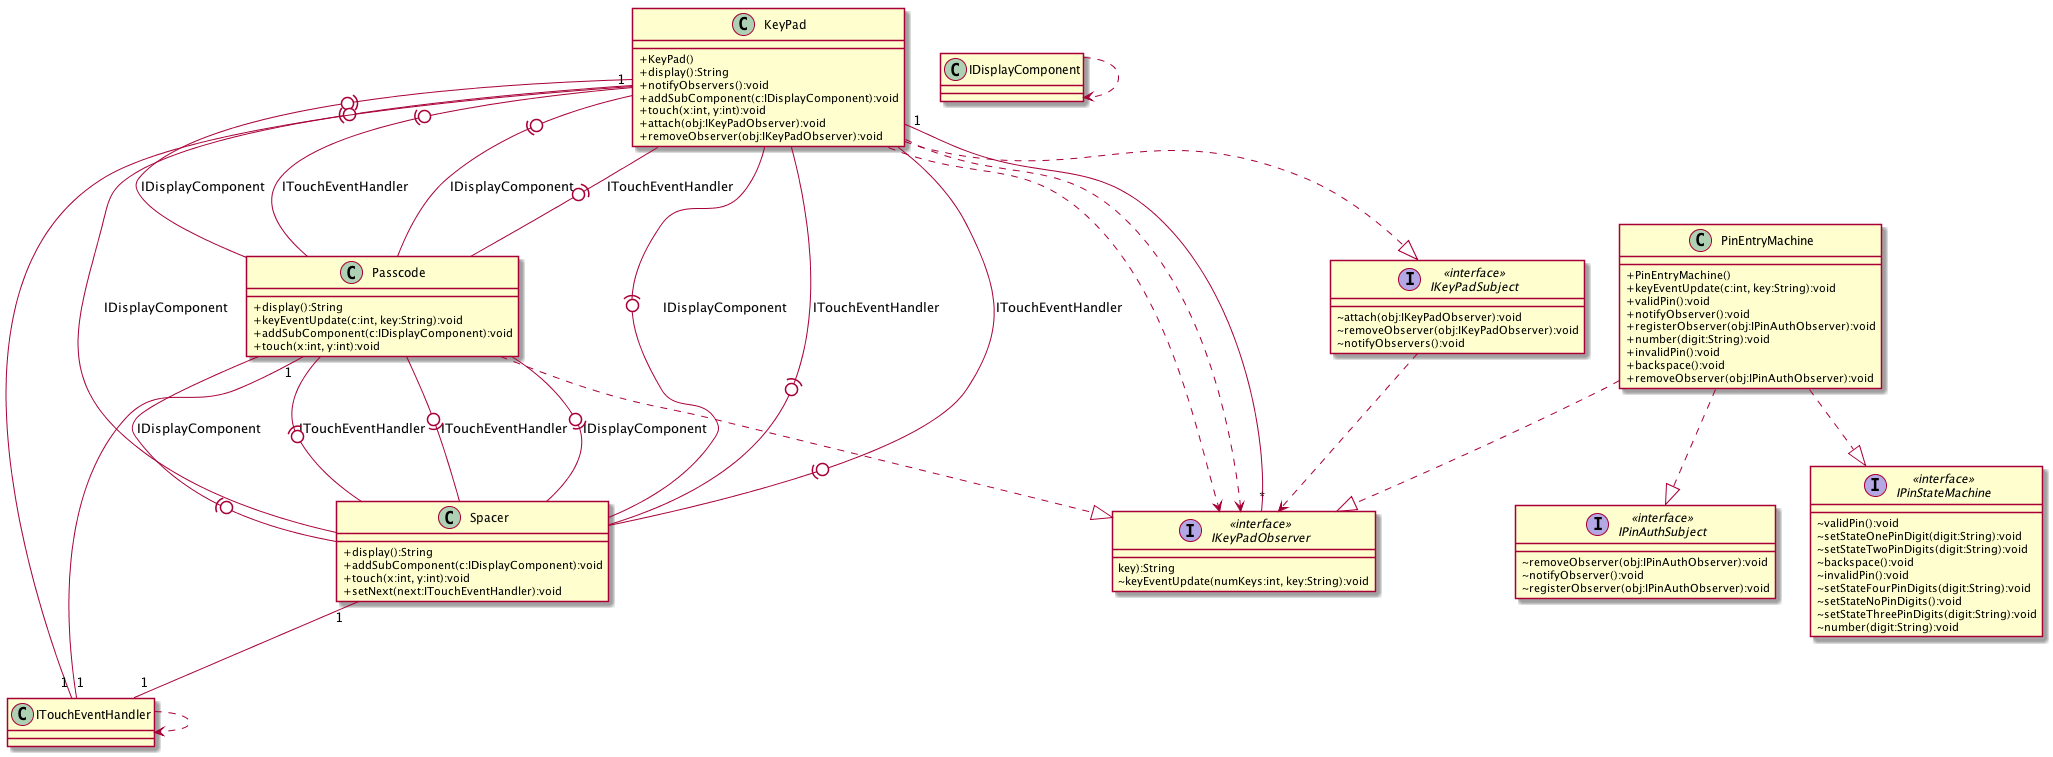 C KeyPad
+KeyPad()
+display():String
+notifyObservers():void
+addSubComponent(c:IDisplayComponent):void
+touch(x:int, y:int):void
+attach(obj:IKeyPadObserver):void
+removeObserver(obj:IKeyPadObserver):void
C IDisplayComponent
1
1
IDisplayComponent
ITouchEventHandler
IDisplayComponent
ITouchEventHandler
C Passcode
+display():String
+keyEventUpdate(c:int, key:String):void
+addSubComponent(c:IDisplayComponent):void
+touch(x:int, y:int):void
1
IDisplayComponent
IDisplayComponent
ITouchEventHandler
ITouchEventHandler
I «interface»
IKeyPadSubject
~attach(obj:IKeyPadObserver):void
~removeObserver(obj:IKeyPadObserver):void
~notifyObservers():void
C PinEntryMachine
+PinEntryMachine()
+keyEventUpdate(c:int, key:String):void
+validPin():void
+notifyObserver():void
+registerObserver(obj:IPinAuthObserver):void
+number(digit:String):void
+invalidPin():void
+backspace():void
+removeObserver(obj:IPinAuthObserver):void
IDisplayComponent
ITouchEventHandler
ITouchEventHandler
IDisplayComponent
*
C Spacer
+display():String
+addSubComponent(c:IDisplayComponent):void
+touch(x:int, y:int):void
+setNext(next:ITouchEventHandler):void
1
I «interface»
IKeyPadObserver
key):String
~keyEventUpdate(numKeys:int, key:String):void
I «interface»
IPinAuthSubject
~removeObserver(obj:IPinAuthObserver):void
~notifyObserver():void
~registerObserver(obj:IPinAuthObserver):void
I «interface»
IPinStateMachine
~validPin():void
~setStateOnePinDigit(digit:String):void
~setStateTwoPinDigits(digit:String):void
~backspace():void
~invalidPin():void
~setStateFourPinDigits(digit:String):void
~setStateNoPinDigits():void
~setStateThreePinDigits(digit:String):void
~number(digit:String):void
1
1
1
C ITouchEventHandler